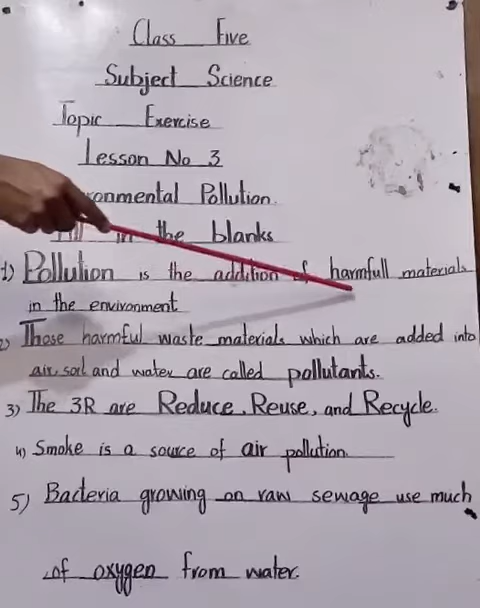 Class Five
Subject Science
Topic Exercise
Lesson No 3
Pollution.
in the blanks
1) Pollution is the addition of harmfull materials
in the environment
2) Those harmful waste materials which are added into
air, soil and water are called pollutants.
3) The 3R are Reduce, Reuse, and Recycle.
4) Smoke is a source of air pollution.
5) Bacteria growing on raw sewage use much
of oxygen from water.